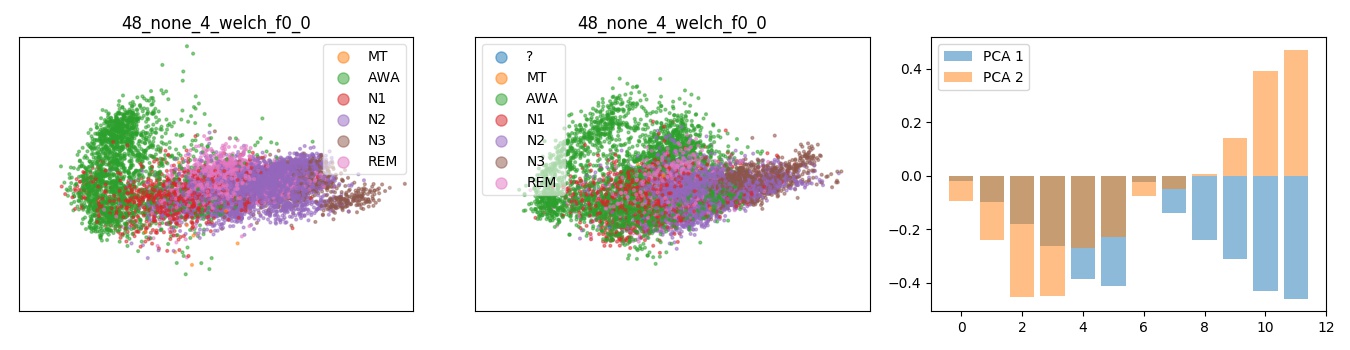 48_none_4_welch_f0_0
MT
AWA
N1
N2
N3
REM
48_none_4_welch_f0_0
?
MT
AWA
N1
N2
N3
REM
PCA 1
PCA 2
0.4
0.2
0.0
−0.2
−0.4
0 2 4 6 8 10 12